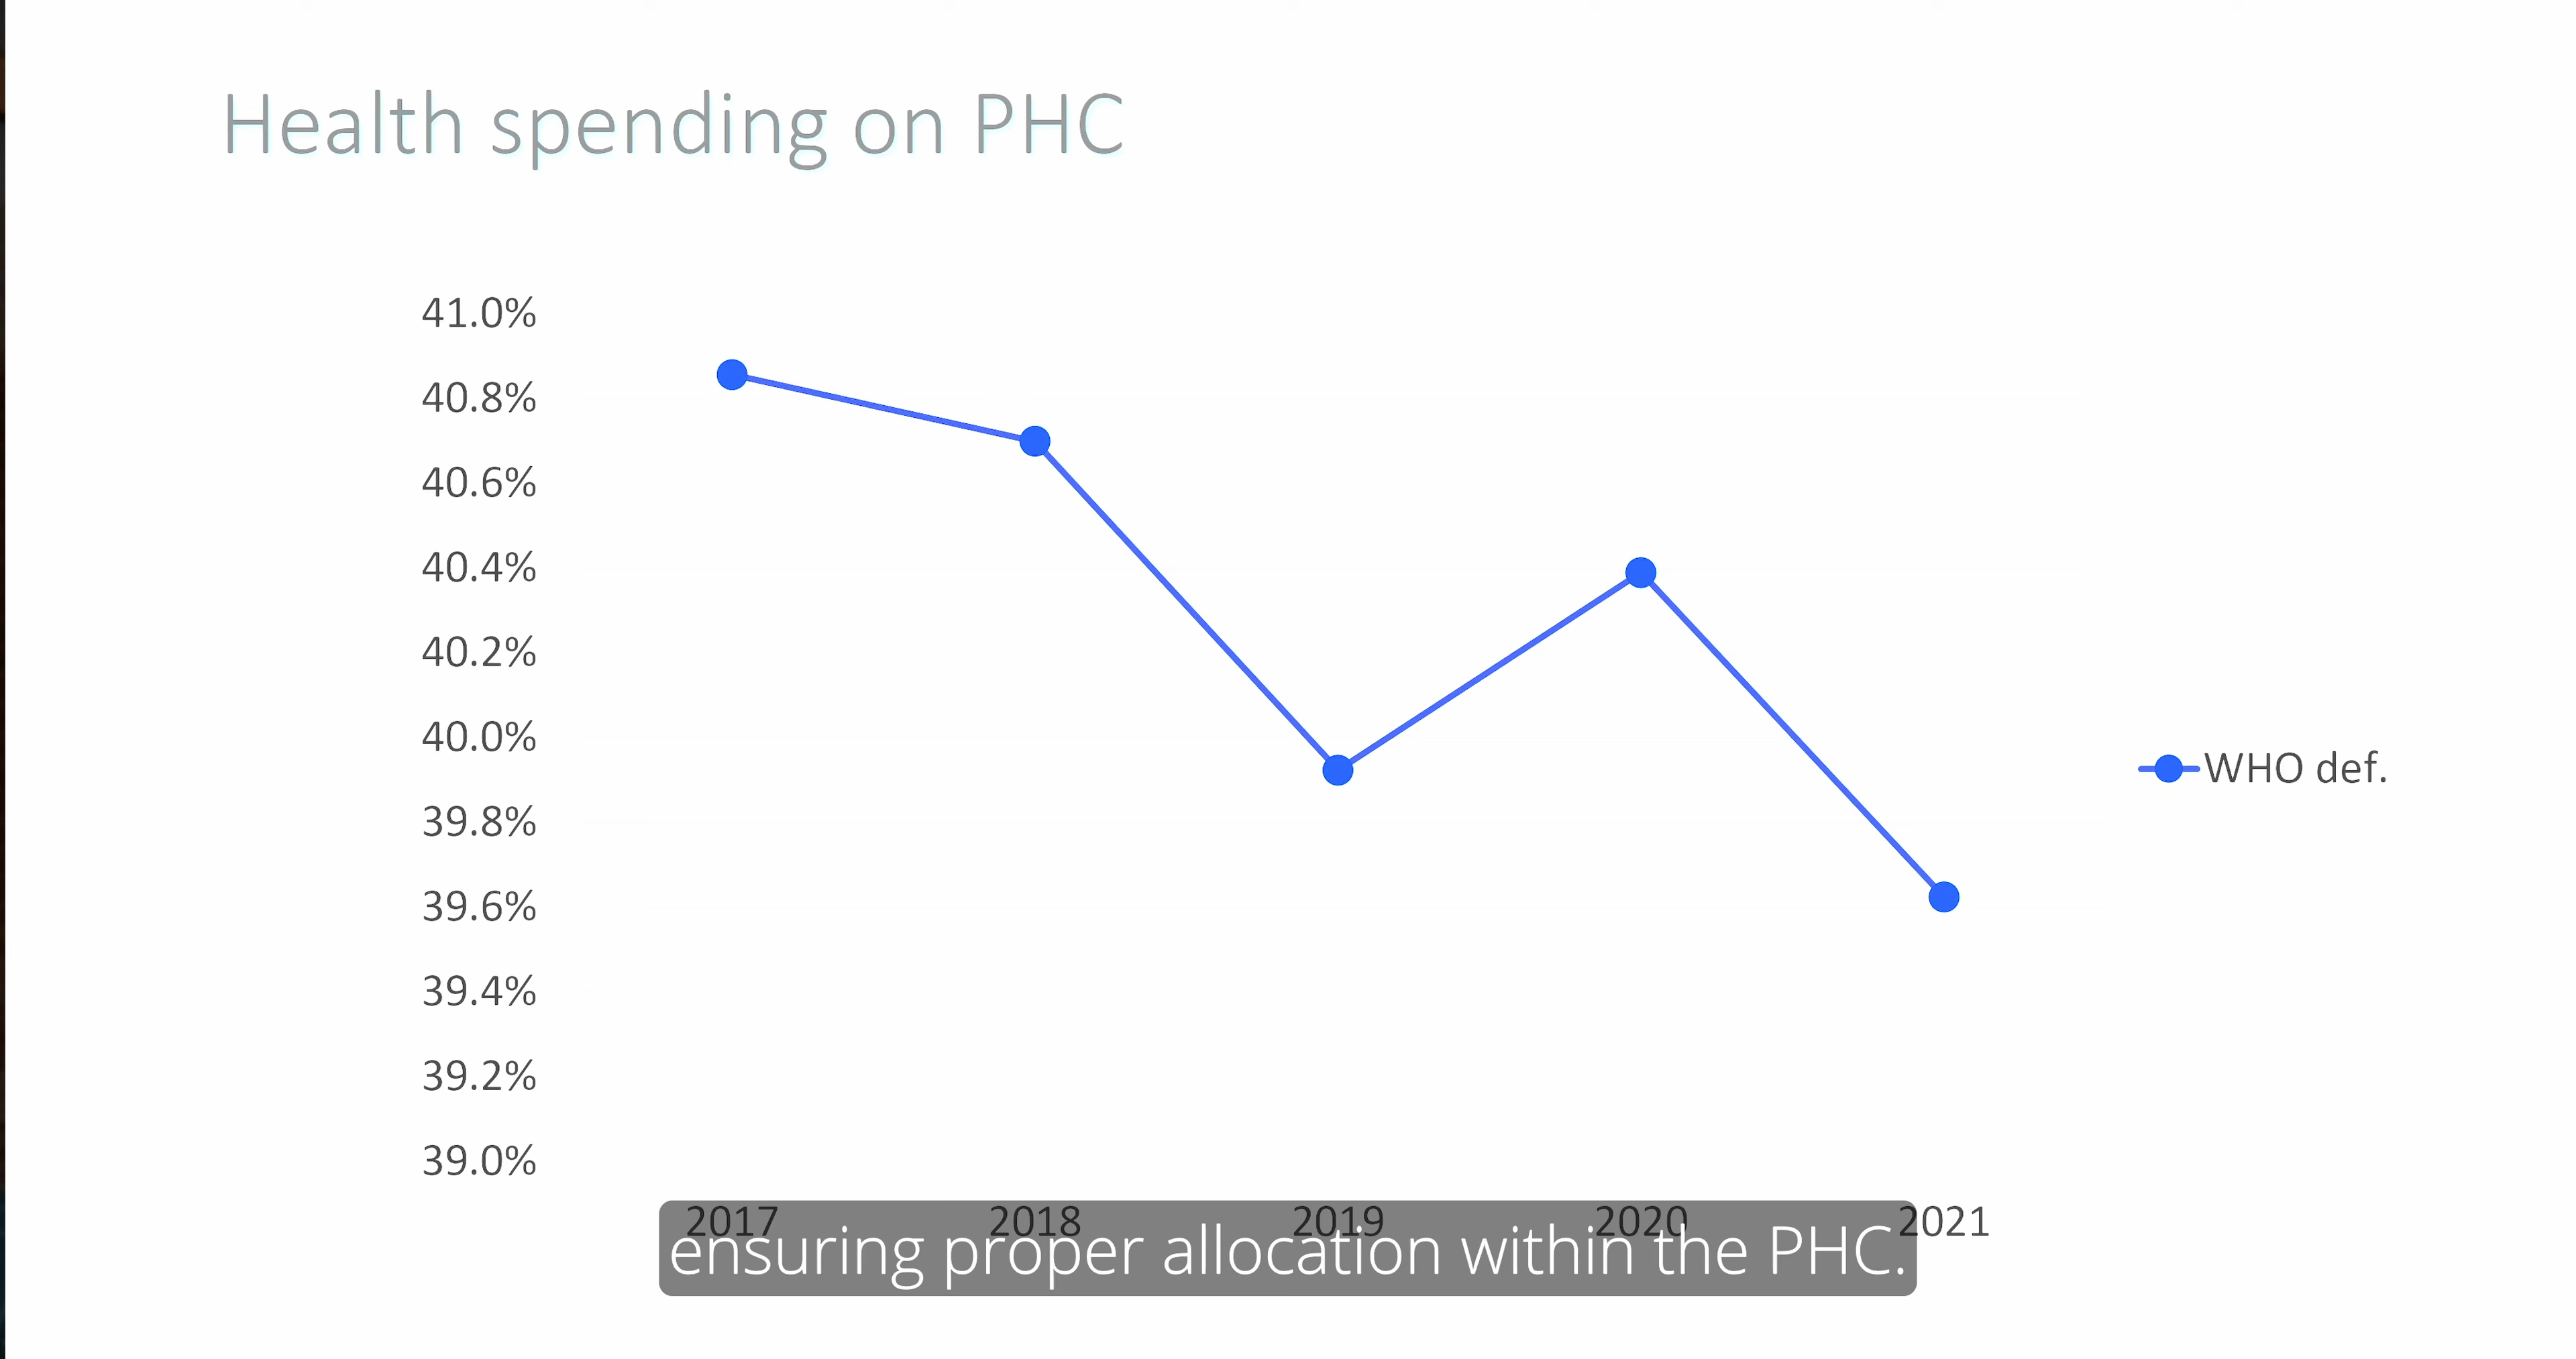 Health spending on PHC
41.0%
40.8%
40.6%
40.4%
40.2%
40.0%
39.8%
39.6%
39.4%
39.2%
39.0%
WHO def.
2017 2018 2019 2020 2021
ensuring proper allocation within the PHC.